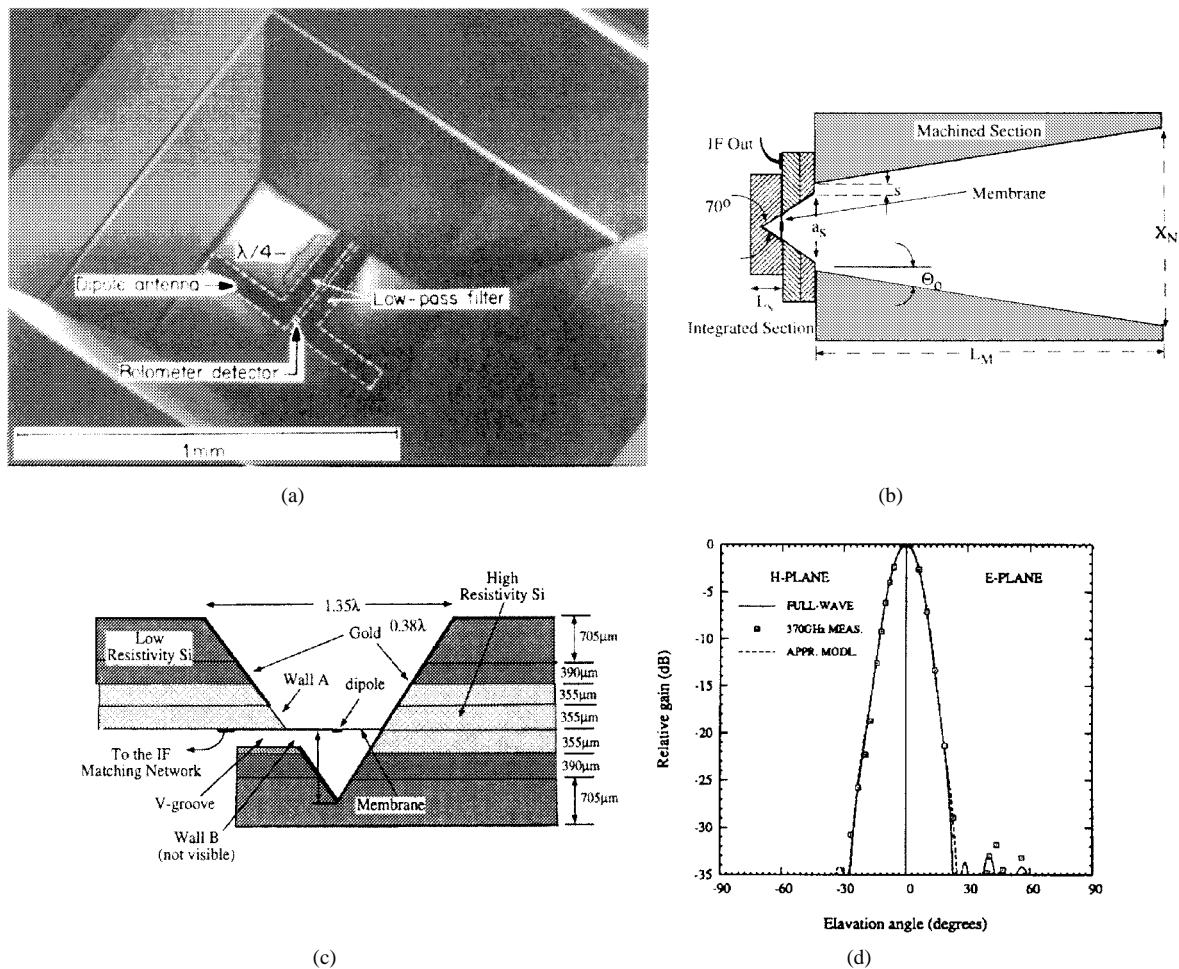 λ/4
Dipole antenna
Low-pass filter
Bolometer detector
1mm
(a)
Machined Section
IF Out
Membrane
70°
s
a_S
X_N
Θ_o
L_S
Integrated Section
L_M
(b)
1.35λ
High
Resistivity Si
Low
Resistivity Si
Gold
0.38λ
705µm
390µm
355µm
355µm
355µm
390µm
705µm
Wall A
dipole
To the IF
Matching Network
V-groove
Membrane
Wall B
(not visible)
(c)
H-PLANE
E-PLANE
FULL-WAVE
370GHz MEAS.
APPR. MODL.
Relative gain (dB)
0
-5
-10
-15
-20
-25
-30
-35
-90
-60
-30
0
30
60
90
Elavation angle (degrees)
(d)